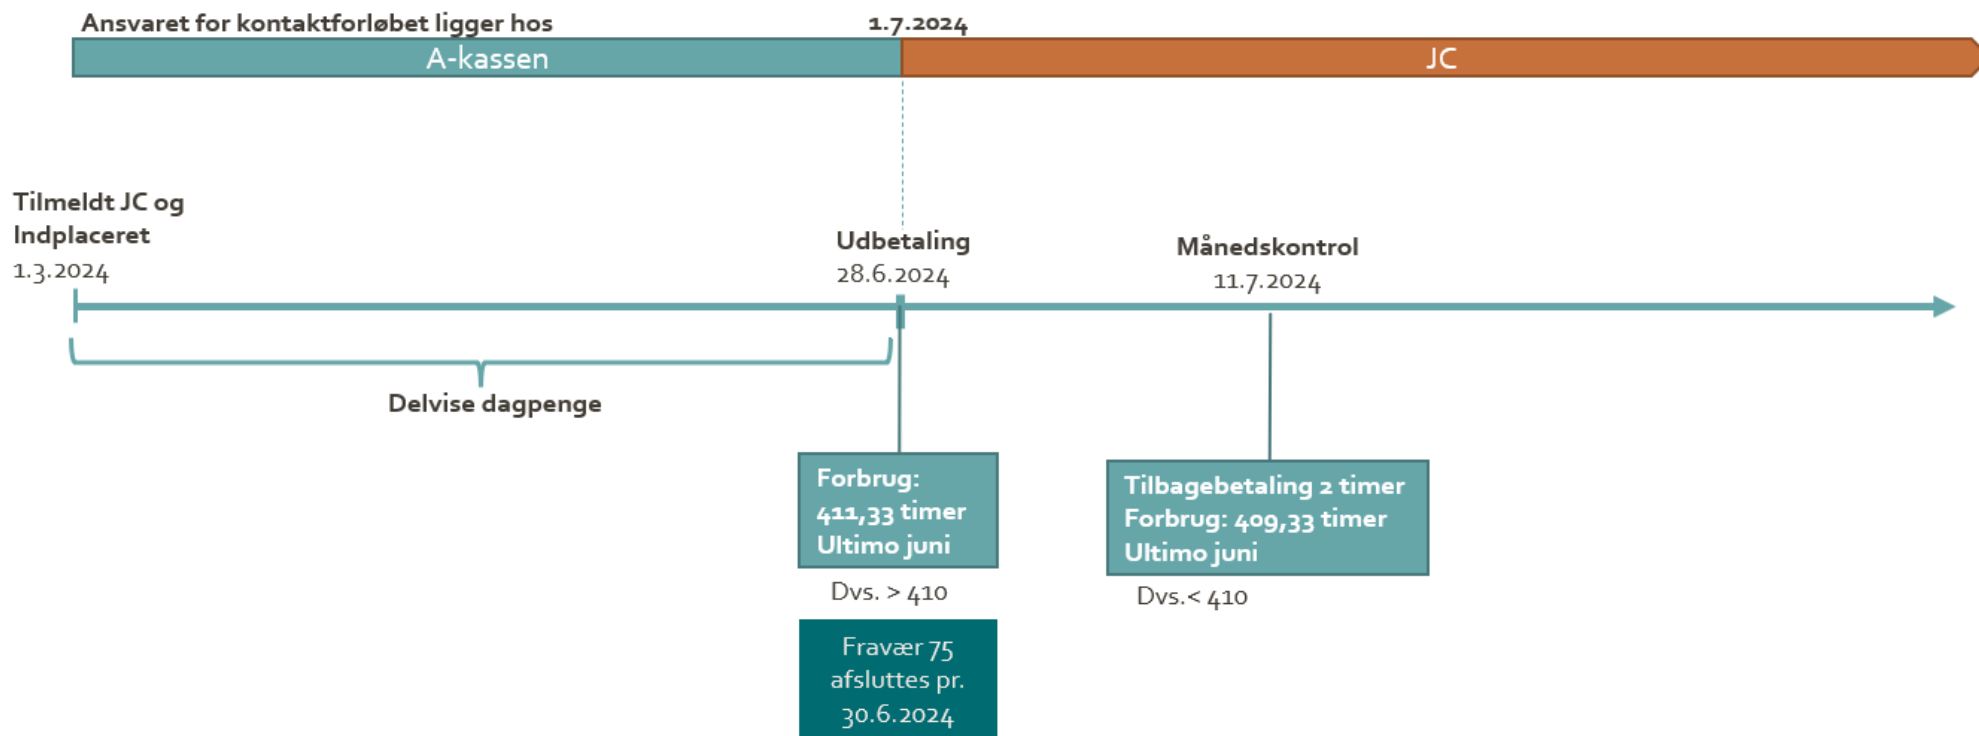 Ansvaret for kontaktforløbet ligger hos
1.7.2024
A-kassen
JC
Tilmeldt JC og
Indplaceret
1.3.2024
Udbetaling
28.6.2024
Månedskontrol
11.7.2024
Delvise dagpenge
Forbrug:
411,33 timer
Ultimo juni
Dvs. > 410
Fravær 75
afsluttes pr.
30.6.2024
Tilbagebetaling 2 timer
Forbrug: 409,33 timer
Ultimo juni
Dvs.< 410